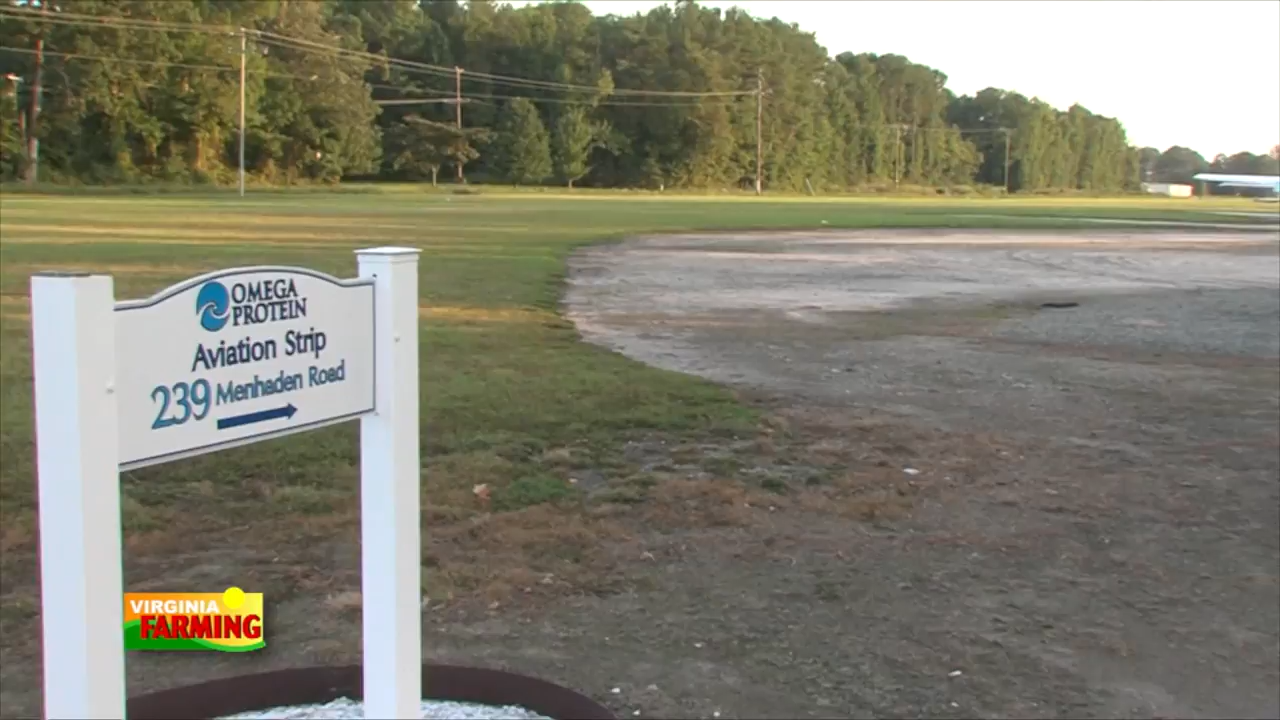 OMEGA
PROTEIN
Aviation Strip
239 Menhaden Road
VIRGINIA
FARMING